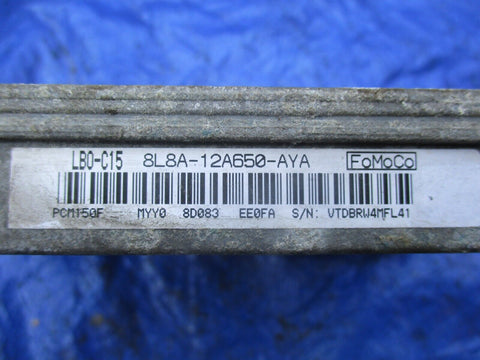 LB0-C15 8L8A-12A650-AYA FoMoCo
PCM150F MYY0 8D083 EE0FA S/N: VTDBRW4MFL41